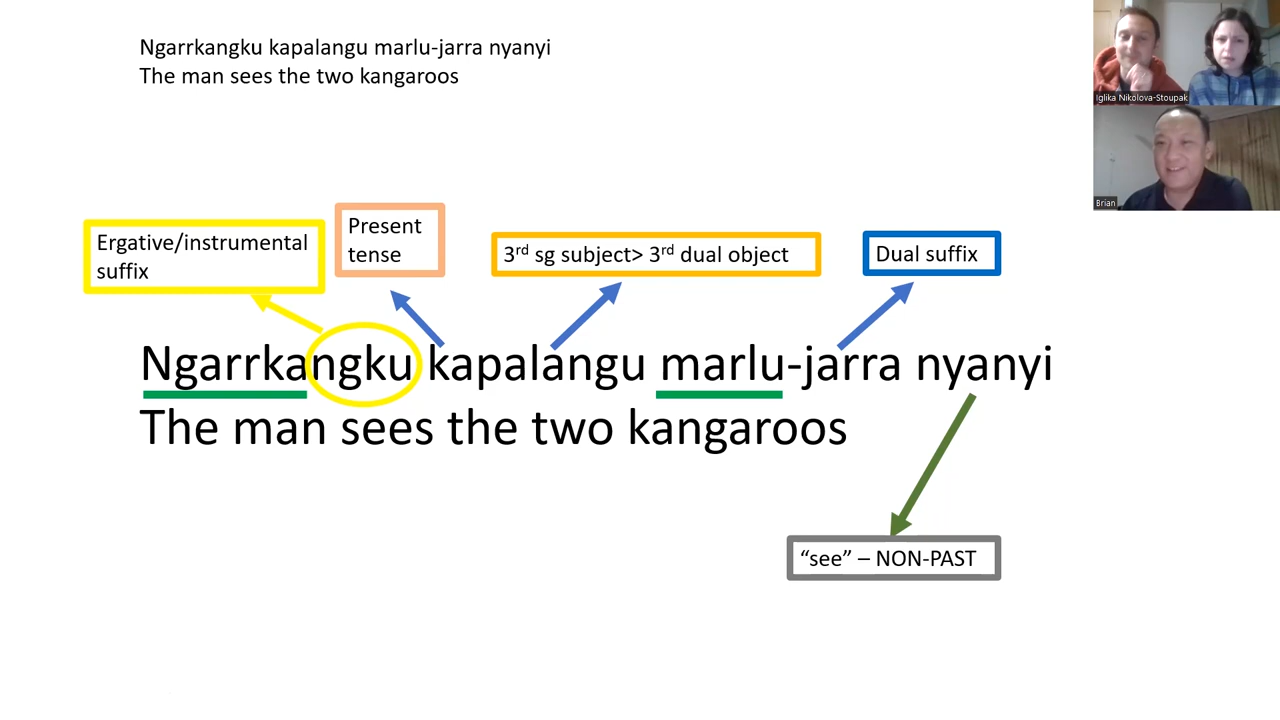 Ngarrkangku kapalangu marlu-jarra nyanyi
The man sees the two kangaroos
Iglika Nikolova-Stoupak
Brian
Ergative/instrumental
suffix
Present
tense
3rd sg subject> 3rd dual object
Dual suffix
Ngarrkangku kapalangu marlu-jarra nyanyi
The man sees the two kangaroos
“see” – NON-PAST